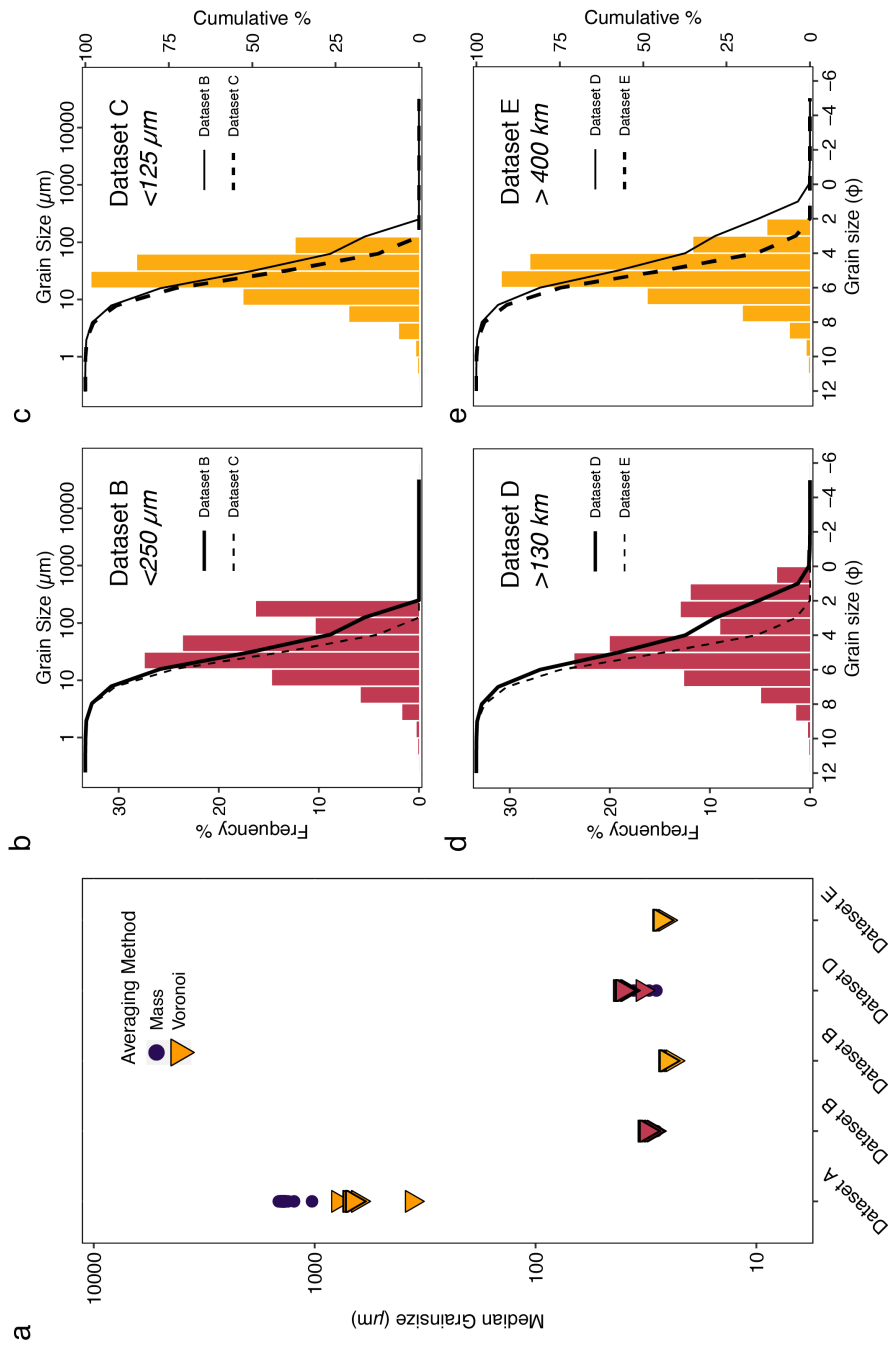 a
Median Grainsize (µm)
10000
1000
100
10
Averaging Method
Mass
Voronoi
Dataset A
Dataset B
Dataset B
Dataset D
Dataset E
b
Grain Size (µm)
1 10 100 1000 10000
Frequency %
30
20
10
0
Dataset B
<250 µm
Dataset B
Dataset C
c
Grain Size (µm)
1 10 100 1000 10000
Cumulative %
100
75
50
25
0
Dataset C
<125 µm
Dataset B
Dataset C
d
Frequency %
30
20
10
0
Dataset D
>130 km
Dataset D
Dataset E
12 10 8 6 4 2 0 −2 −4 −6
Grain size (ϕ)
e
Cumulative %
100
75
50
25
0
Dataset E
> 400 km
Dataset D
Dataset E
12 10 8 6 4 2 0 −2 −4 −6
Grain size (ϕ)